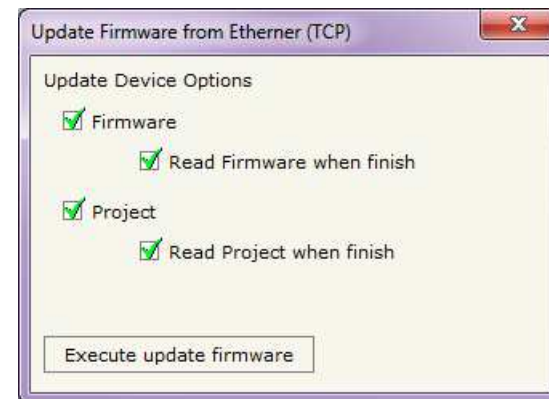 Update Firmware from Etherner (TCP)
Update Device Options
Firmware
Read Firmware when finish
Project
Read Project when finish
Execute update firmware